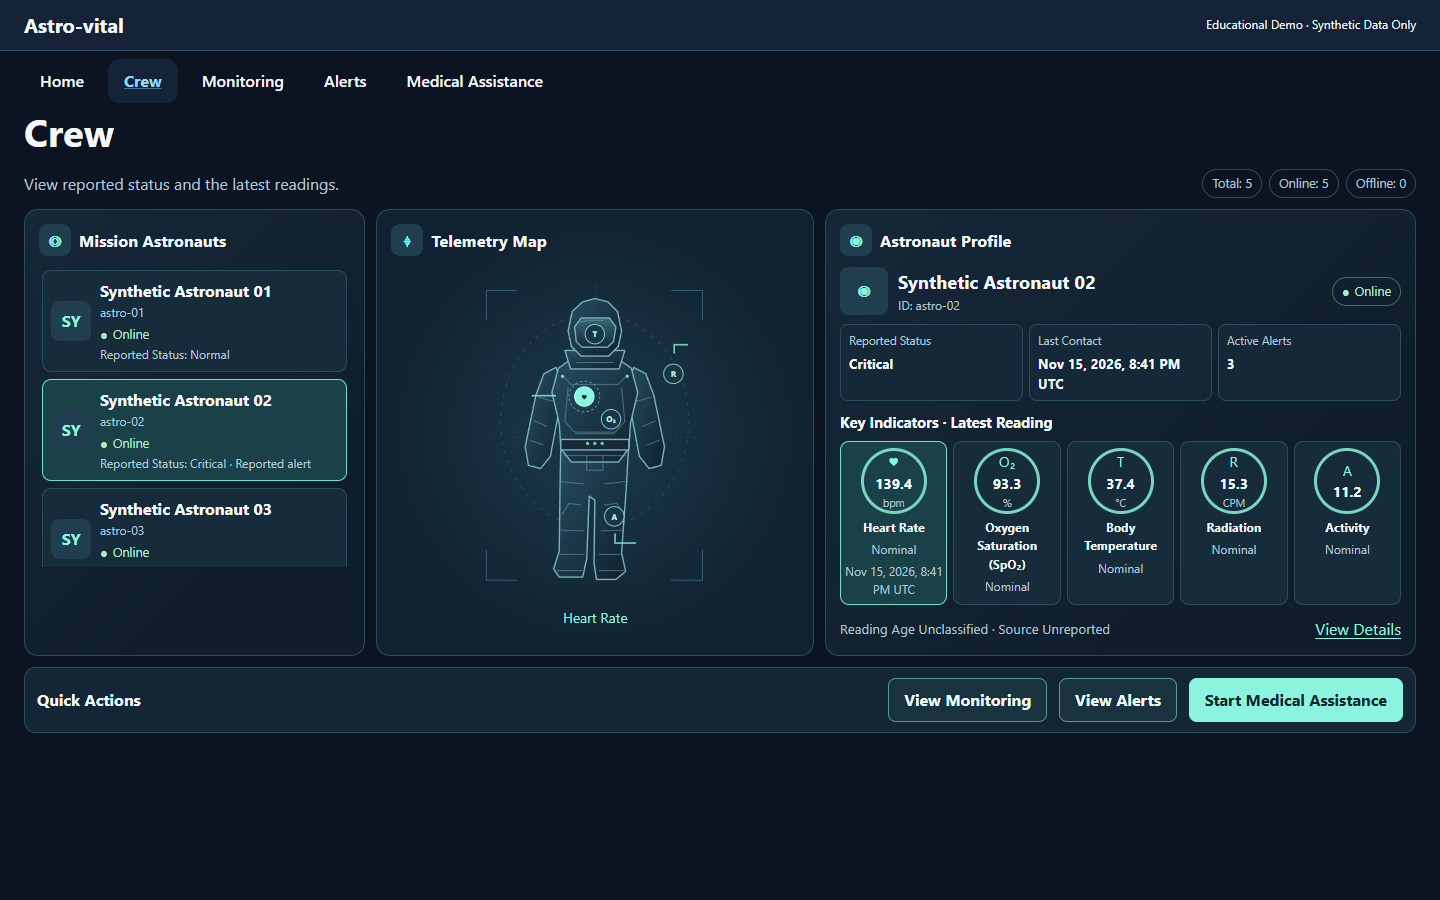 Astro-vital
Educational Demo · Synthetic Data Only
Home
Crew
Monitoring
Alerts
Medical Assistance
Crew
View reported status and the latest readings.
Total: 5
Online: 5
Offline: 0
Mission Astronauts
SY
Synthetic Astronaut 01
astro-01
Online
Reported Status: Normal
SY
Synthetic Astronaut 02
astro-02
Online
Reported Status: Critical · Reported alert
SY
Synthetic Astronaut 03
astro-03
Online
Telemetry Map
T
R
O₂
A
Heart Rate
Astronaut Profile
Synthetic Astronaut 02
ID: astro-02
Online
Reported Status
Critical
Last Contact
Nov 15, 2026, 8:41 PM
UTC
Active Alerts
3
Key Indicators · Latest Reading
139.4
bpm
Heart Rate
Nominal
Nov 15, 2026, 8:41
PM UTC
O₂
93.3
%
Oxygen
Saturation
(SpO₂)
Nominal
T
37.4
°C
Body
Temperature
Nominal
R
15.3
CPM
Radiation
Nominal
A
11.2
Activity
Nominal
Reading Age Unclassified · Source Unreported
View Details
Quick Actions
View Monitoring
View Alerts
Start Medical Assistance